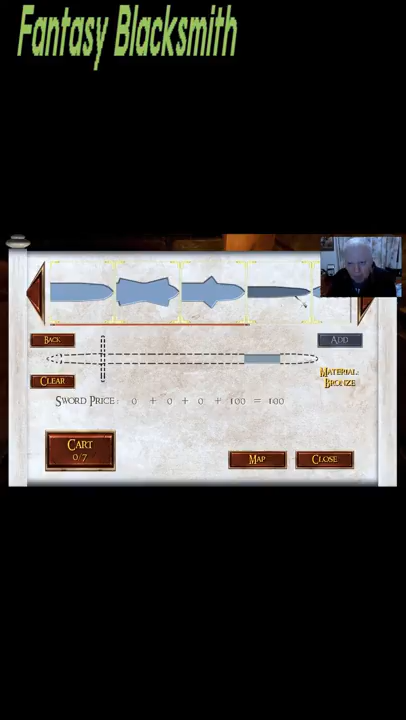 Fantasy Blacksmith
BACK
ADD
CLEAR
MATERIAL:
BRONZE
SWORD PRICE: 0 + 0 + 0 + 100 = 100
CART
0/7
MAP
CLOSE